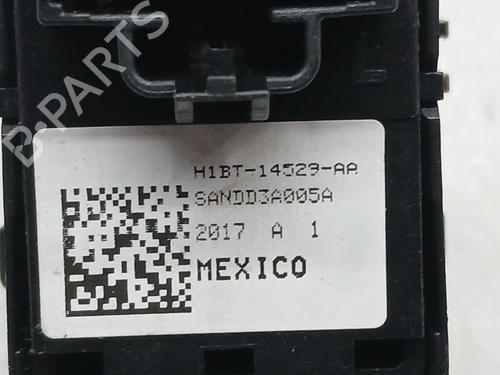 B-PARTS
L
H1BT-14529-AA
SANDD3A005A
2017 A 1
MEXICO